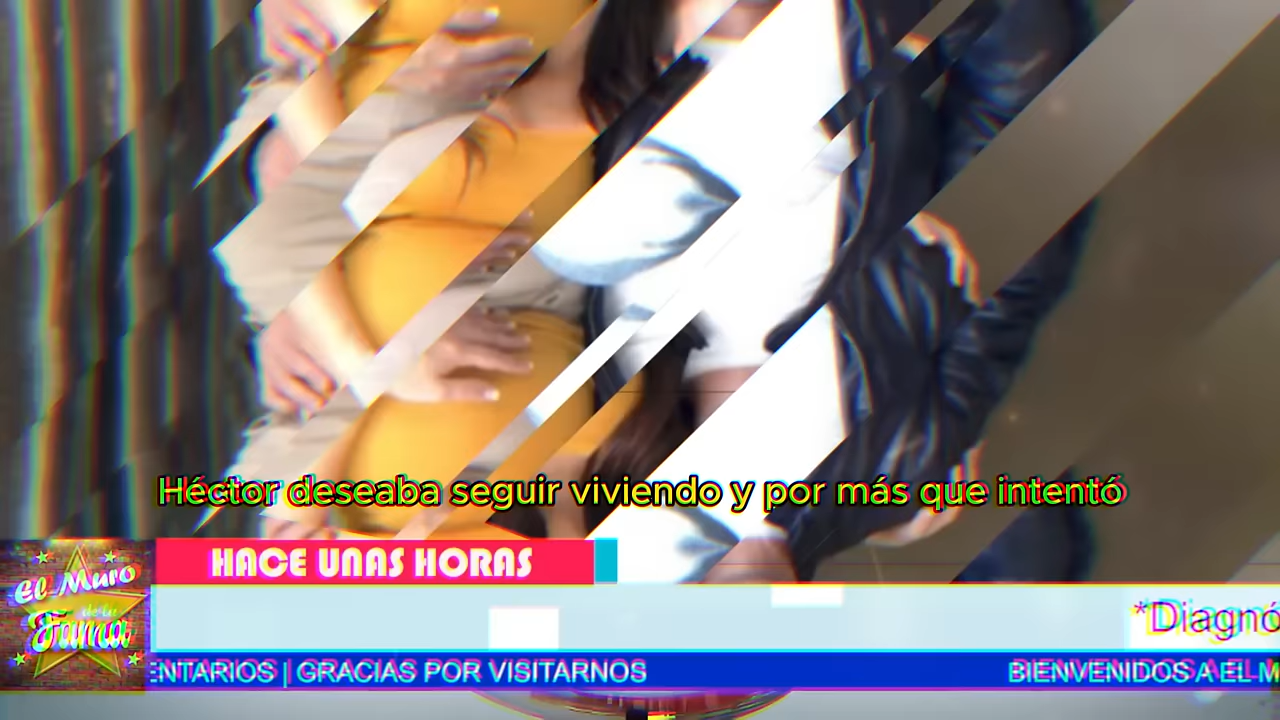 Héctor deseaba seguir viviendo y por más que intentó
HACE UNAS HORAS
El Muro
de la
Fama
*Diagnó
ENTARIOS | GRACIAS POR VISITARNOS
BIENVENIDOS A EL M